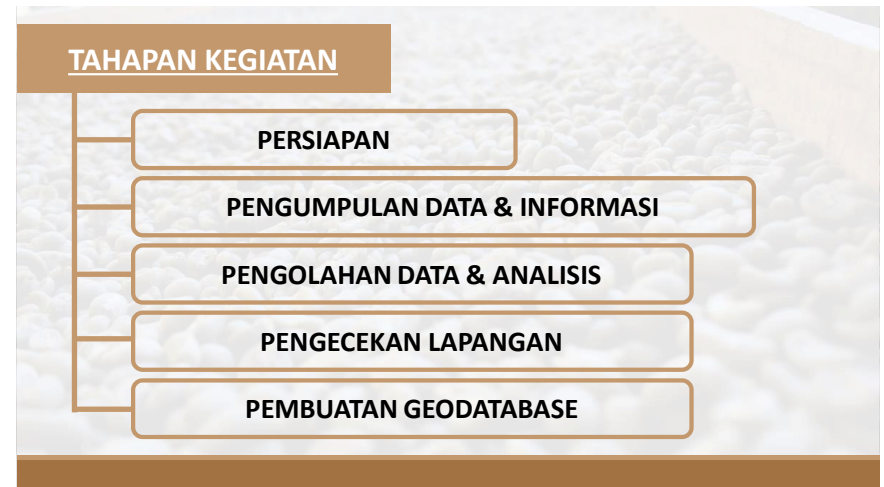 TAHAPAN KEGIATAN
PERSIAPAN
PENGUMPULAN DATA & INFORMASI
PENGOLAHAN DATA & ANALISIS
PENGECEKAN LAPANGAN
PEMBUATAN GEODATABASE